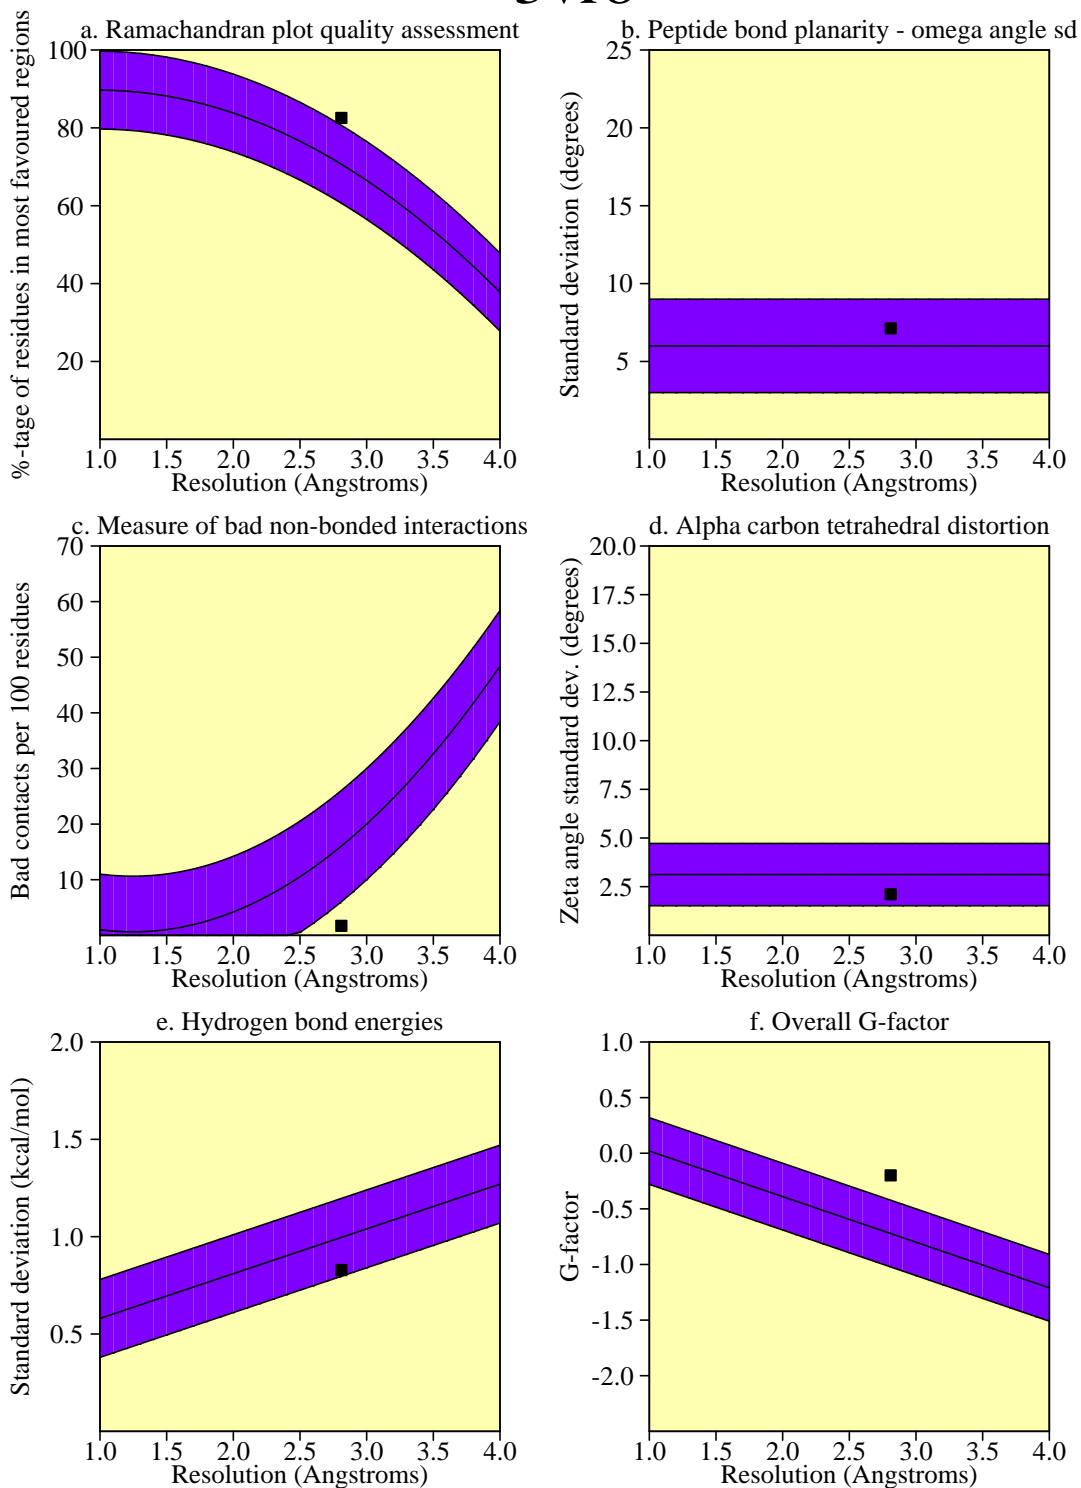 a. Ramachandran plot quality assessment
%-tage of residues in most favoured regions
100
80
60
40
20
1.0 1.5 2.0 2.5 3.0 3.5 4.0
Resolution (Angstroms)
b. Peptide bond planarity - omega angle sd
Standard deviation (degrees)
25
20
15
10
5
1.0 1.5 2.0 2.5 3.0 3.5 4.0
Resolution (Angstroms)
c. Measure of bad non-bonded interactions
Bad contacts per 100 residues
70
60
50
40
30
20
10
1.0 1.5 2.0 2.5 3.0 3.5 4.0
Resolution (Angstroms)
d. Alpha carbon tetrahedral distortion
Zeta angle standard dev. (degrees)
20.0
17.5
15.0
12.5
10.0
7.5
5.0
2.5
1.0 1.5 2.0 2.5 3.0 3.5 4.0
Resolution (Angstroms)
e. Hydrogen bond energies
Standard deviation (kcal/mol)
2.0
1.5
1.0
0.5
1.0 1.5 2.0 2.5 3.0 3.5 4.0
Resolution (Angstroms)
f. Overall G-factor
G-factor
1.0
0.5
0.0
-0.5
-1.0
-1.5
-2.0
1.0 1.5 2.0 2.5 3.0 3.5 4.0
Resolution (Angstroms)